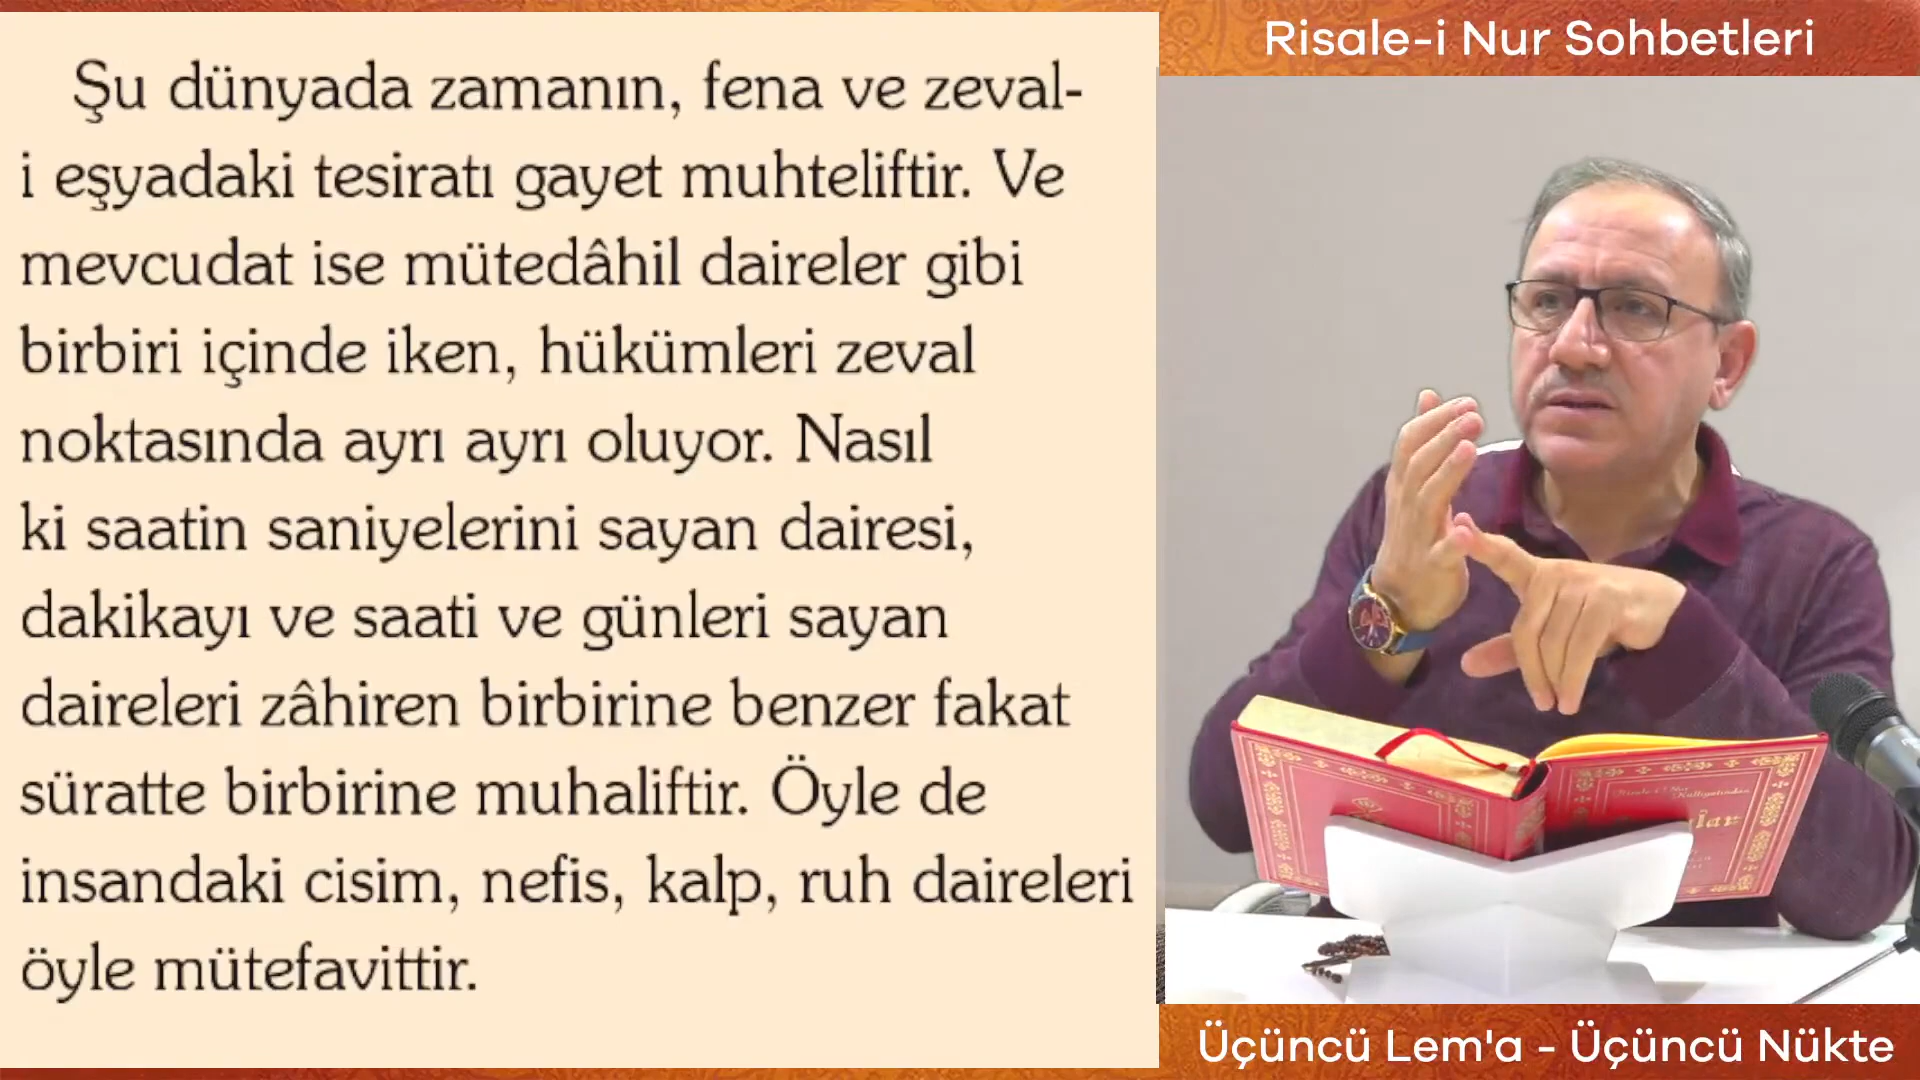 Şu dünyada zamanın, fena ve zeval-
i eşyadaki tesiratı gayet muhteliftir. Ve
mevcudat ise mütedâhil daireler gibi
birbiri içinde iken, hükümleri zeval
noktasında ayrı ayrı oluyor. Nasıl
ki saatin saniyelerini sayan dairesi,
dakikayı ve saati ve günleri sayan
daireleri zâhiren birbirine benzer fakat
süratte birbirine muhaliftir. Öyle de
insandaki cisim, nefis, kalp, ruh daireleri
öyle mütefavittir.
Risale-i Nur Sohbetleri
Risale-i Nur
Külliyatından
Üçüncü Lem'a - Üçüncü Nükte